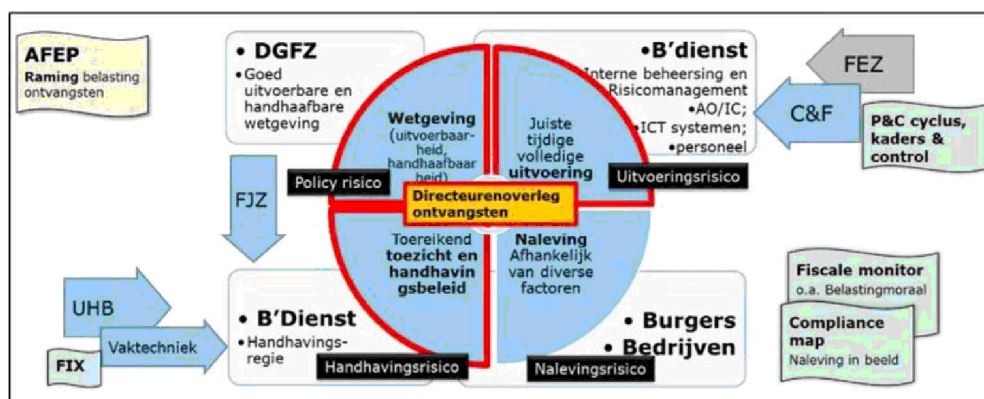 AFEP
Raming belasting
ontvangsten
• DGFZ
•Goed
uitvoerbare en
handhaafbare
wetgeving
Wetgeving
(uitvoerbaar-
heid,
handhaafbaar
heid)
Policy risico
Juiste
tijdige
volledige
uitvoering
•B'dienst
Interne beheersing en
Risicomanagement
•AO/IC;
•ICT systemen;
•personeel
Uitvoeringsrisico
FEZ
C&F
P&C cyclus,
kaders &
control
Directeurenoverleg
ontvangsten
FJZ
Toereikend
toezicht en
handhavin
gsbeleid
Naleving
Afhankelijk
van diverse
factoren
UHB
Vaktechniek
FIX
• B'Dienst
•Handhavings-
regie
Handhavingsrisico
• Burgers
• Bedrijven
Nalevingsrisico
Fiscale monitor
o.a. Belastingmoraal
Compliance
map
Naleving in beeld